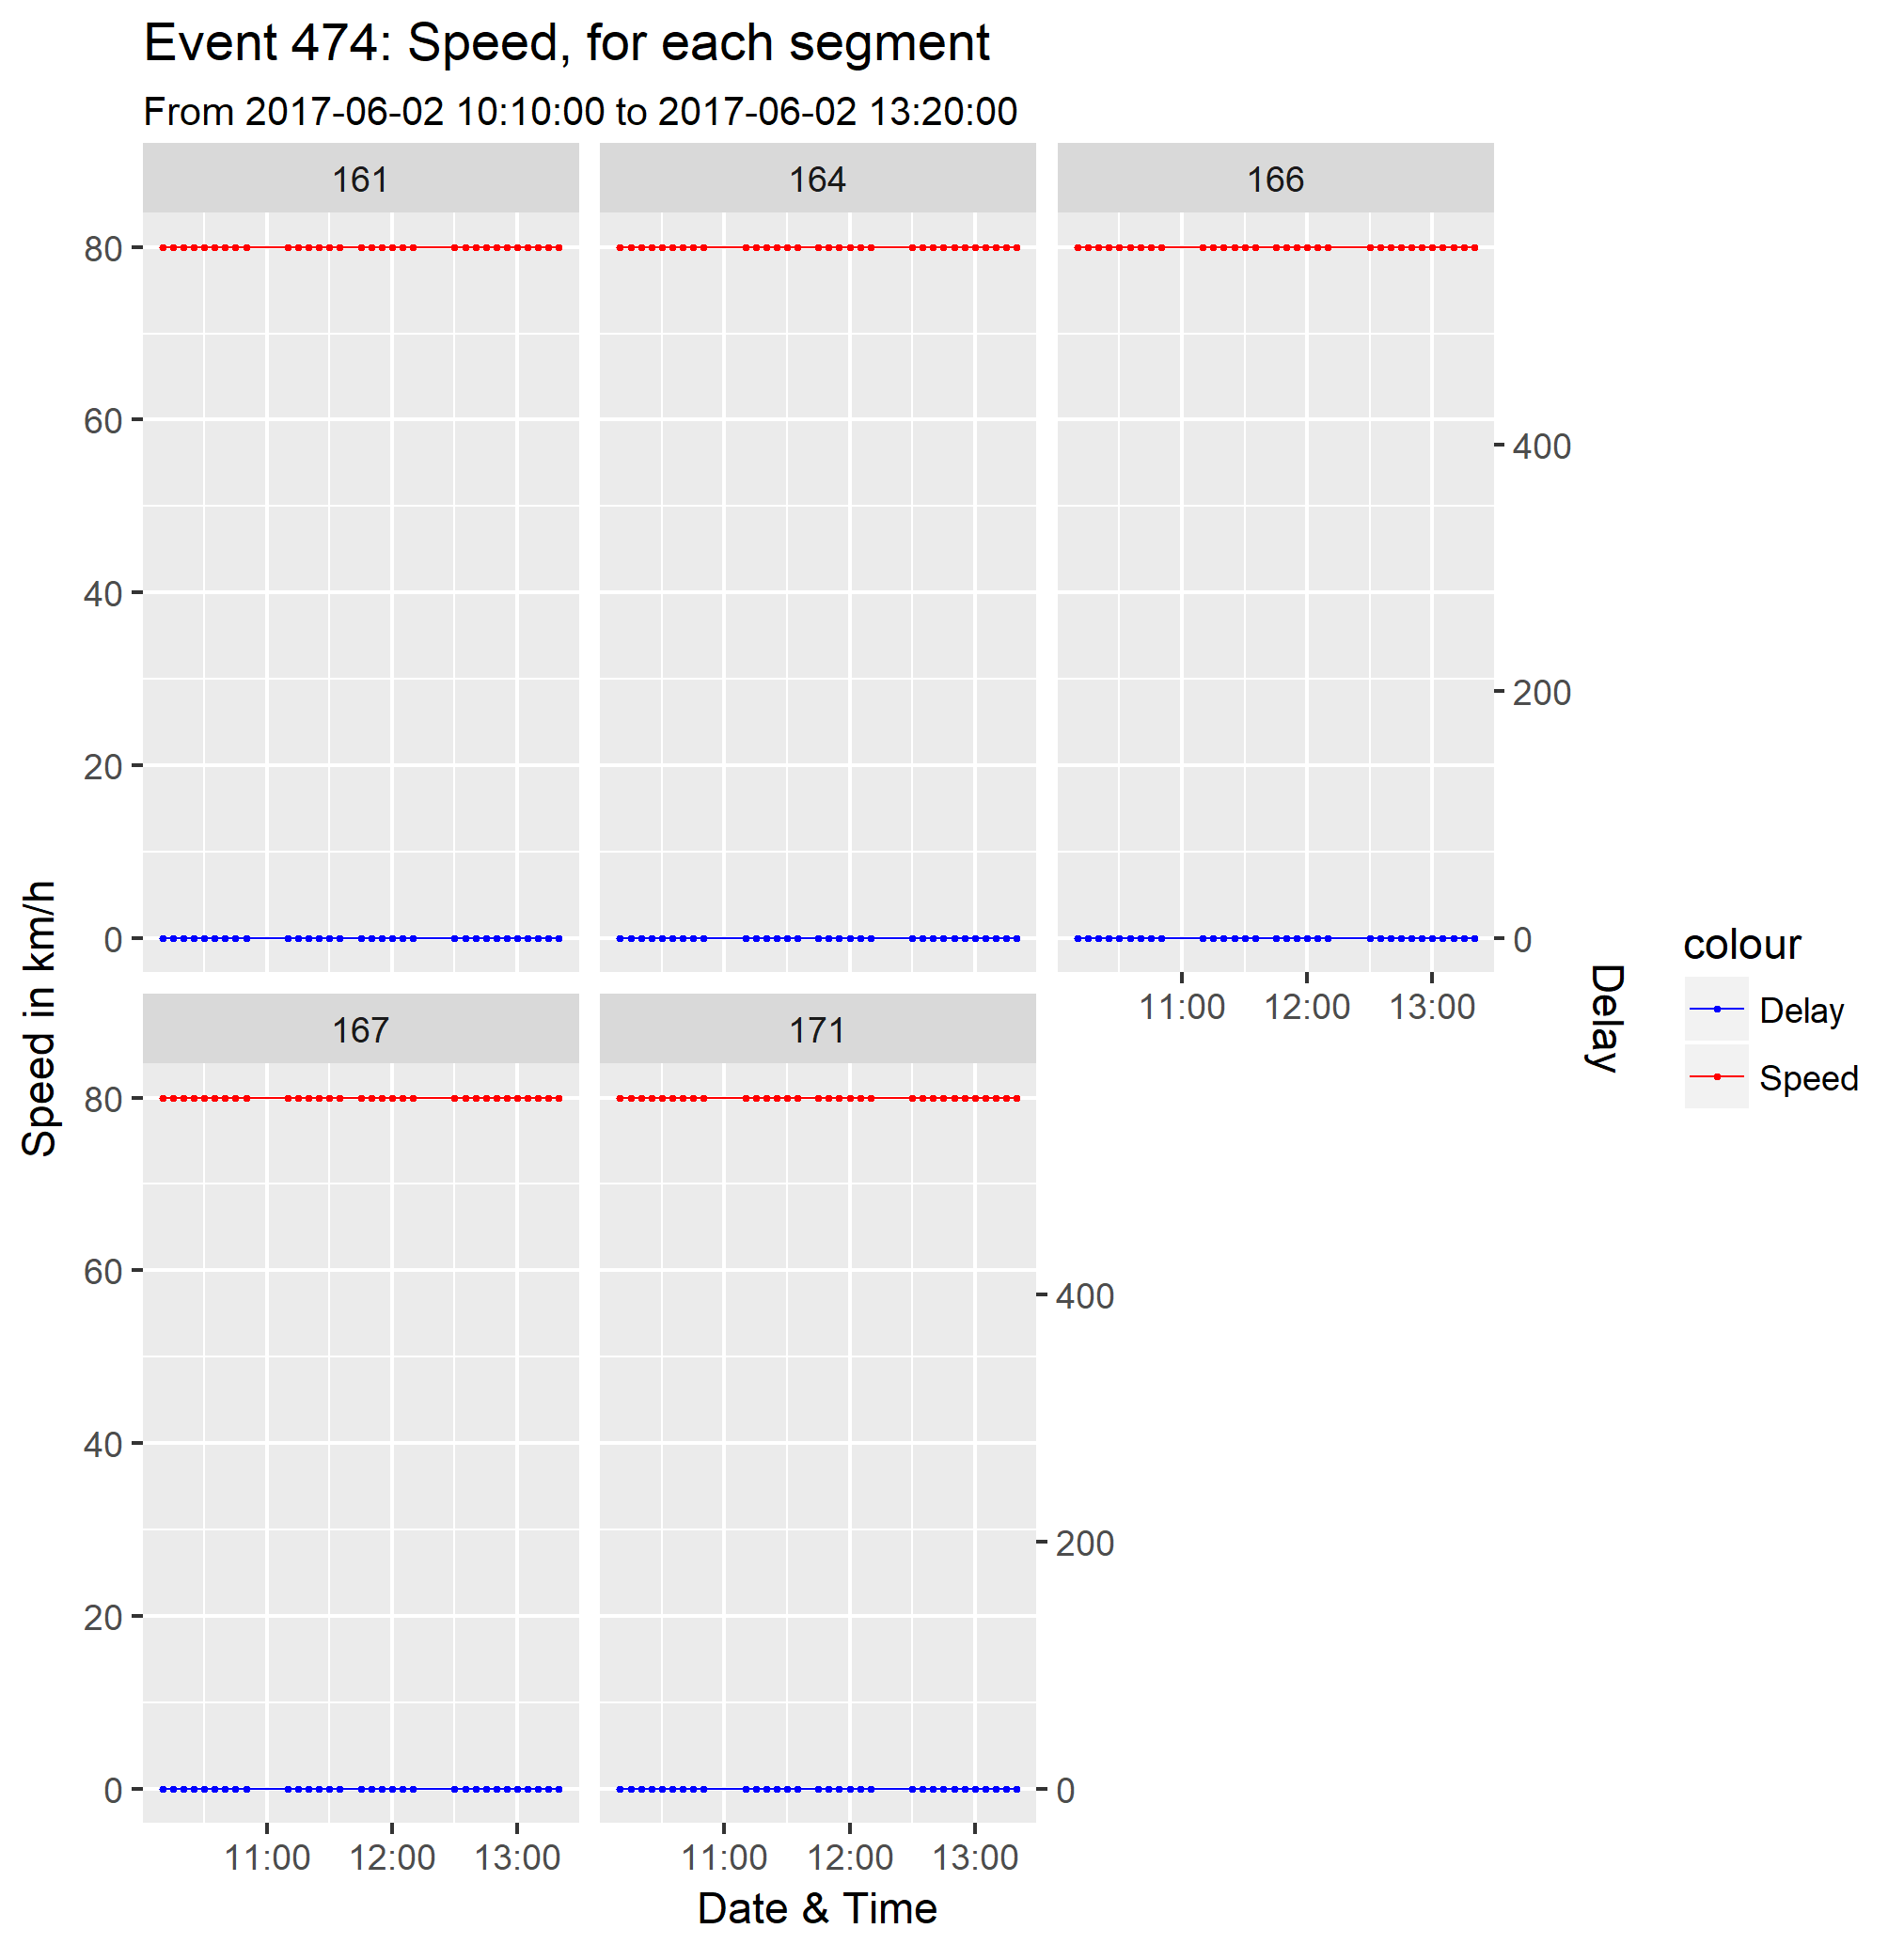 Event 474: Speed, for each segment
From 2017-06-02 10:10:00 to 2017-06-02 13:20:00
161 164 166
80
60
40
20
0
400
200
0
11:00 12:00 13:00
167 171
80
60
40
20
0
400
200
0
11:00 12:00 13:00 11:00 12:00 13:00
Date & Time
Speed in km/h
Delay
colour
Delay
Speed